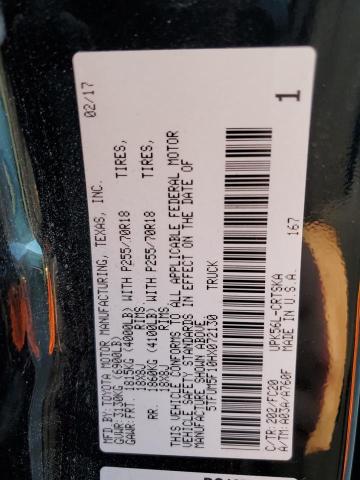 MFD.BY:TOYOTA MOTOR MANUFACTURING, TEXAS, INC. 02/17
GVWR: 3130KG (6900LB)
GAWR:FRT. 1815KG (4000LB) WITH P255/70R18 TIRES,
18X8J RIMS,
RR. 1860KG (4100LB) WITH P255/70R18 TIRES,
18X8J RIMS
THIS VEHICLE CONFORMS TO ALL APPLICABLE FEDERAL MOTOR
VEHICLE SAFETY STANDARDS IN EFFECT ON THE DATE OF
MANUFACTURE SHOWN ABOVE.
TRUCK
C/TR:202/FC20 UPK56L-CRTSKA 1
A/TM:A03A/A760F MADE IN U.S.A. 167